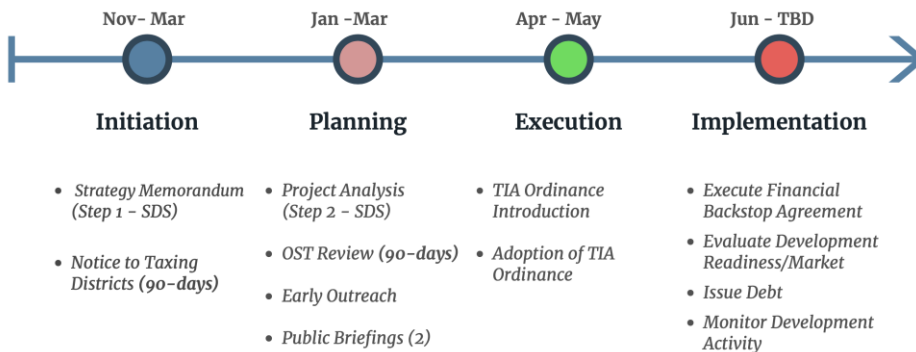 Nov- Mar
Jan -Mar
Apr - May
Jun - TBD
Initiation
Planning
Execution
Implementation
• Strategy Memorandum
(Step 1 - SDS)
• Notice to Taxing
Districts (90-days)
• Project Analysis
(Step 2 - SDS)
• OST Review (90-days)
• Early Outreach
• Public Briefings (2)
• TIA Ordinance
Introduction
• Adoption of TIA
Ordinance
• Execute Financial
Backstop Agreement
• Evaluate Development
Readiness/Market
• Issue Debt
• Monitor Development
Activity